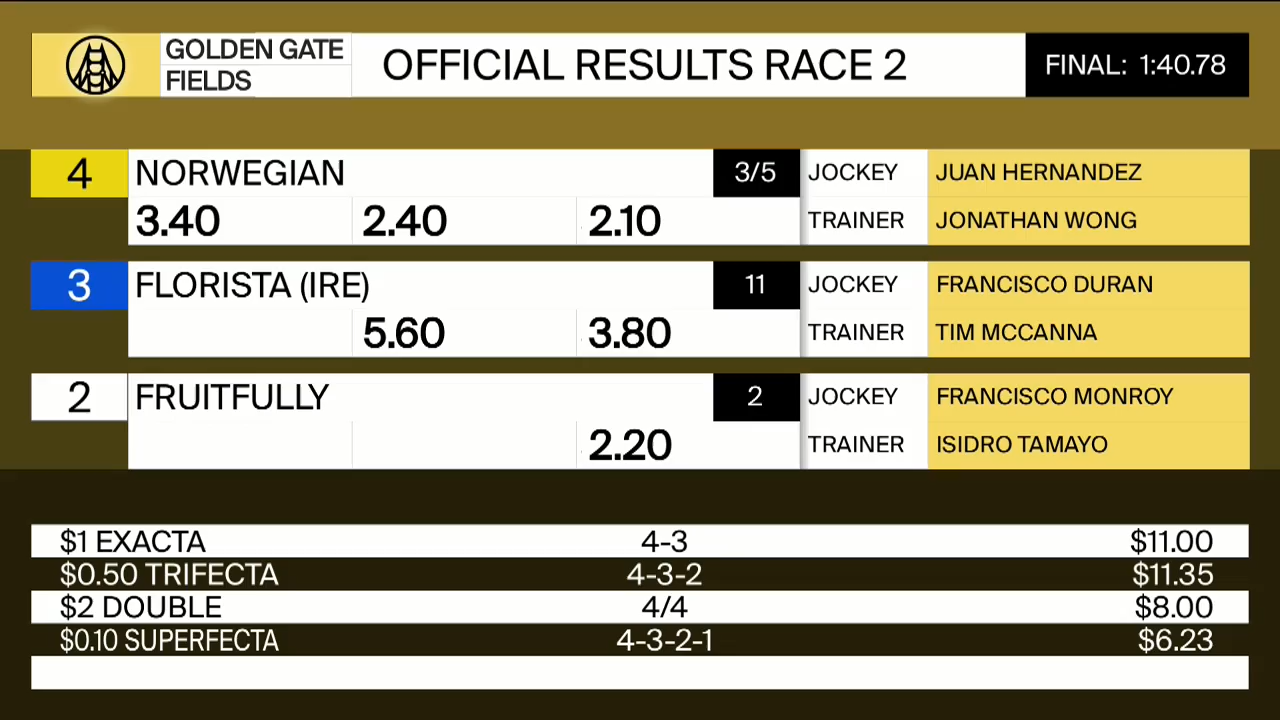 GOLDEN GATE FIELDS
OFFICIAL RESULTS RACE 2
FINAL: 1:40.78
4 NORWEGIAN 3/5 JOCKEY JUAN HERNANDEZ
3.40 2.40 2.10 TRAINER JONATHAN WONG
3 FLORISTA (IRE) 11 JOCKEY FRANCISCO DURAN
5.60 3.80 TRAINER TIM MCCANNA
2 FRUITFULLY 2 JOCKEY FRANCISCO MONROY
2.20 TRAINER ISIDRO TAMAYO
$1 EXACTA 4-3 $11.00
$0.50 TRIFECTA 4-3-2 $11.35
$2 DOUBLE 4/4 $8.00
$0.10 SUPERFECTA 4-3-2-1 $6.23